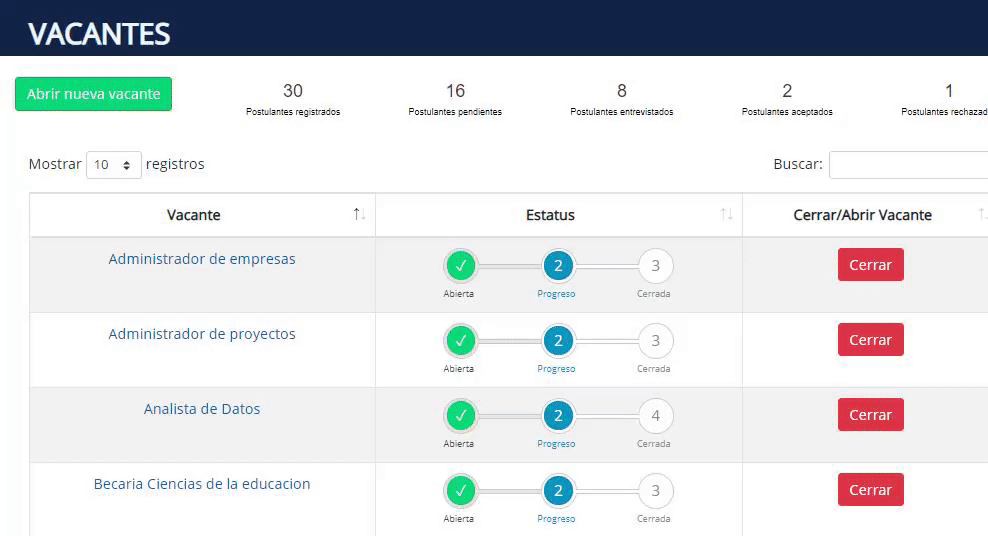 VACANTES
Abrir nueva vacante
30 16 8 2 1
Postulantes registrados Postulantes pendientes Postulantes entrevistados Postulantes aceptados Postulantes rechazad
Mostrar 10 registros Buscar:
Vacante Estatus Cerrar/Abrir Vacante
Administrador de empresas ✓ 2 3 Cerrar
Abierta Progreso Cerrada
Administrador de proyectos ✓ 2 3 Cerrar
Abierta Progreso Cerrada
Analista de Datos ✓ 2 4 Cerrar
Abierta Progreso Cerrada
Becaria Ciencias de la educacion ✓ 2 3 Cerrar
Abierta Progreso Cerrada